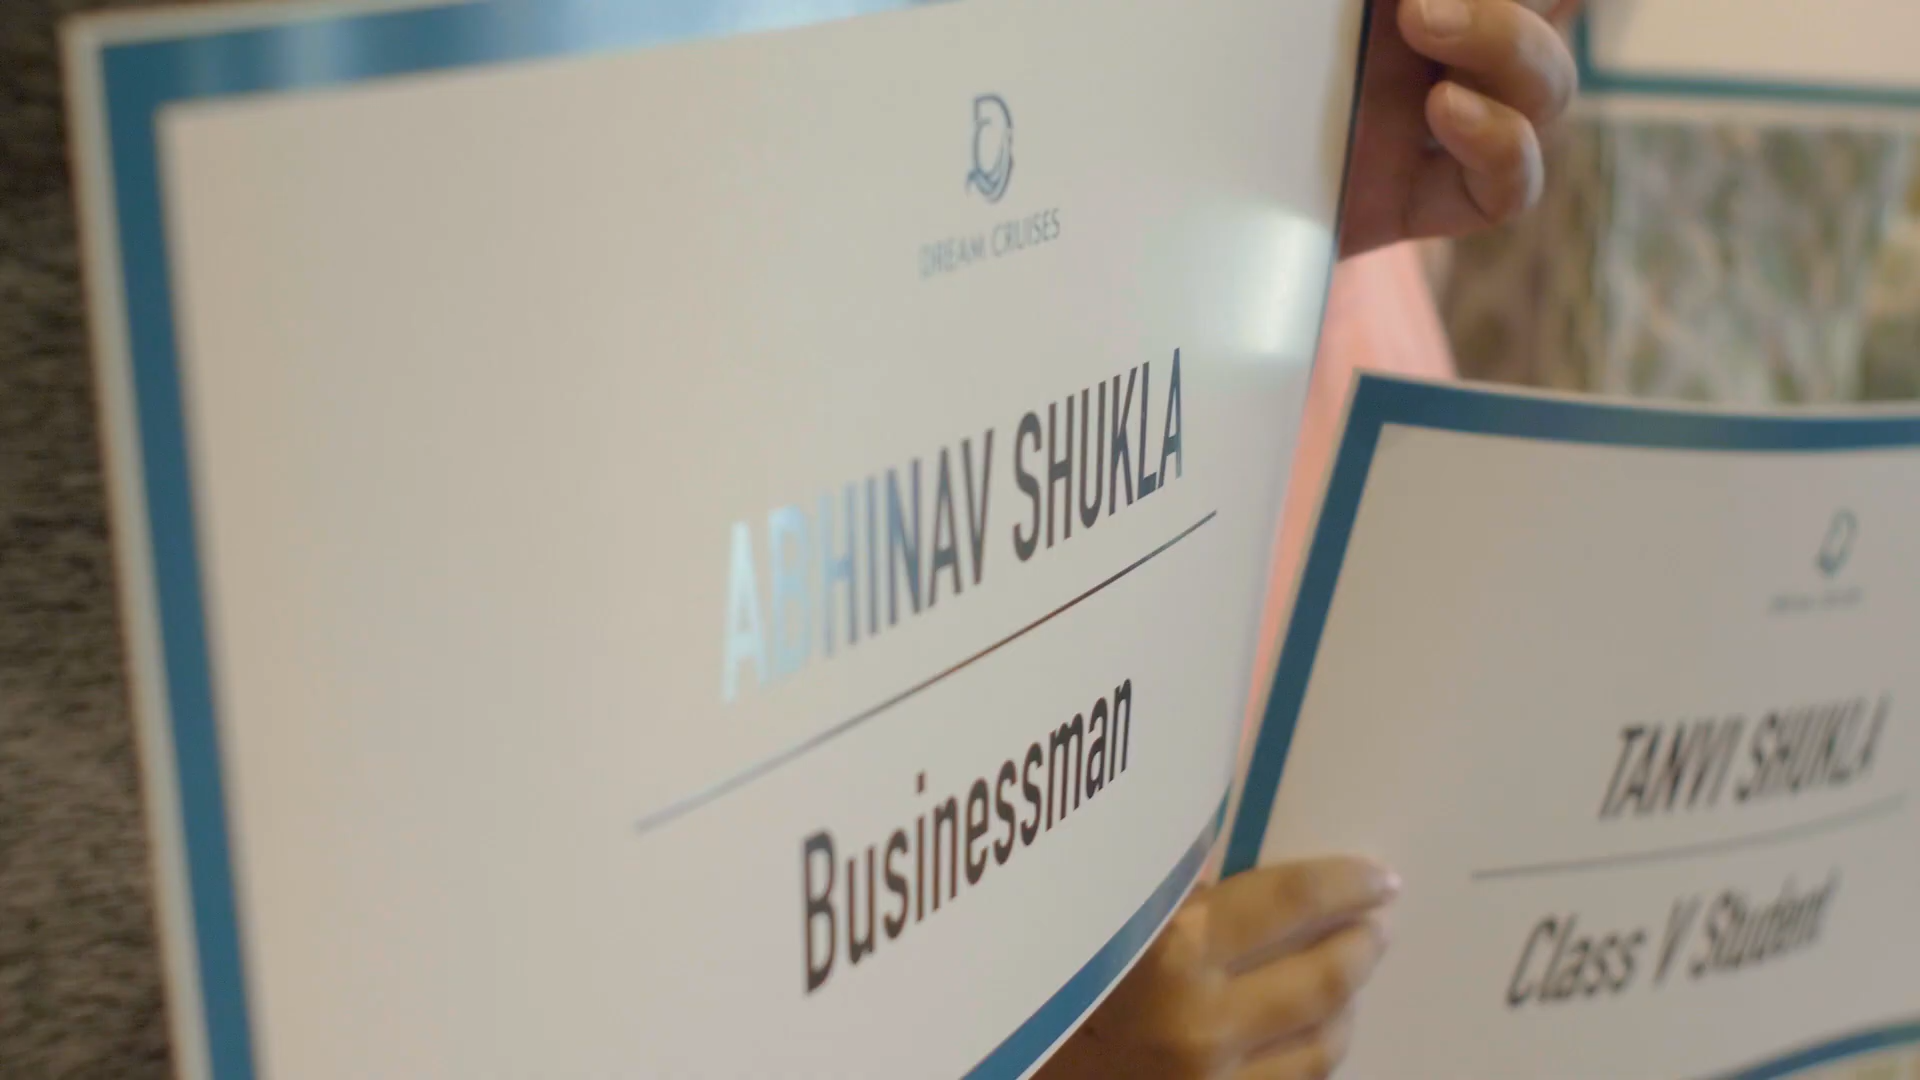 DREAM CRUISES
ABHINAV SHUKLA
Businessman
TANVI SHUKLA
Class V Student